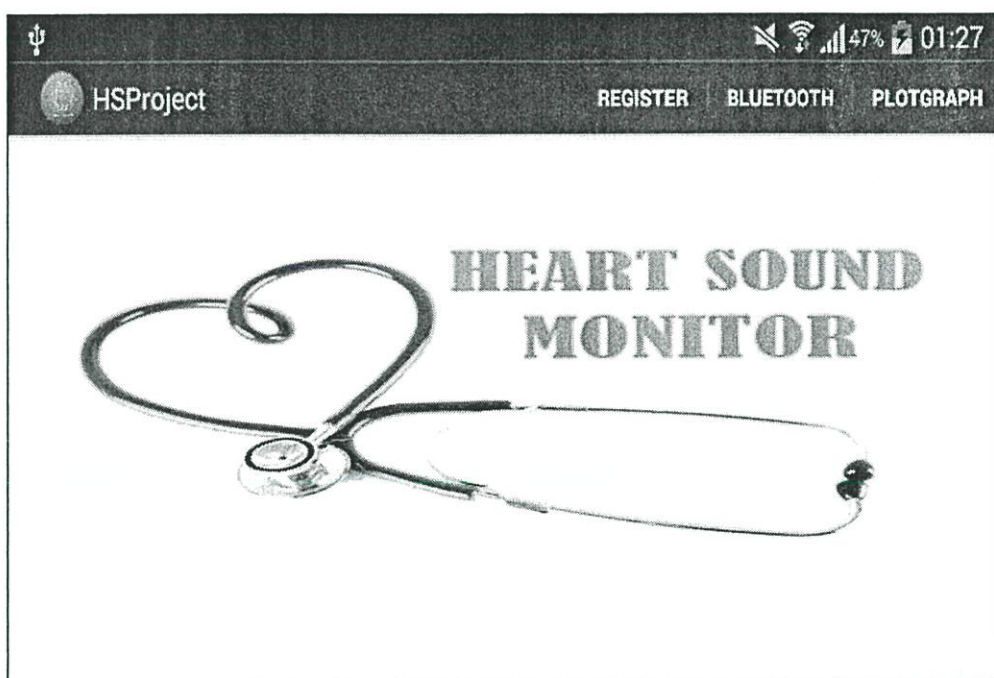 47% 01:27
HSProject REGISTER BLUETOOTH PLOTGRAPH
HEART SOUND
MONITOR